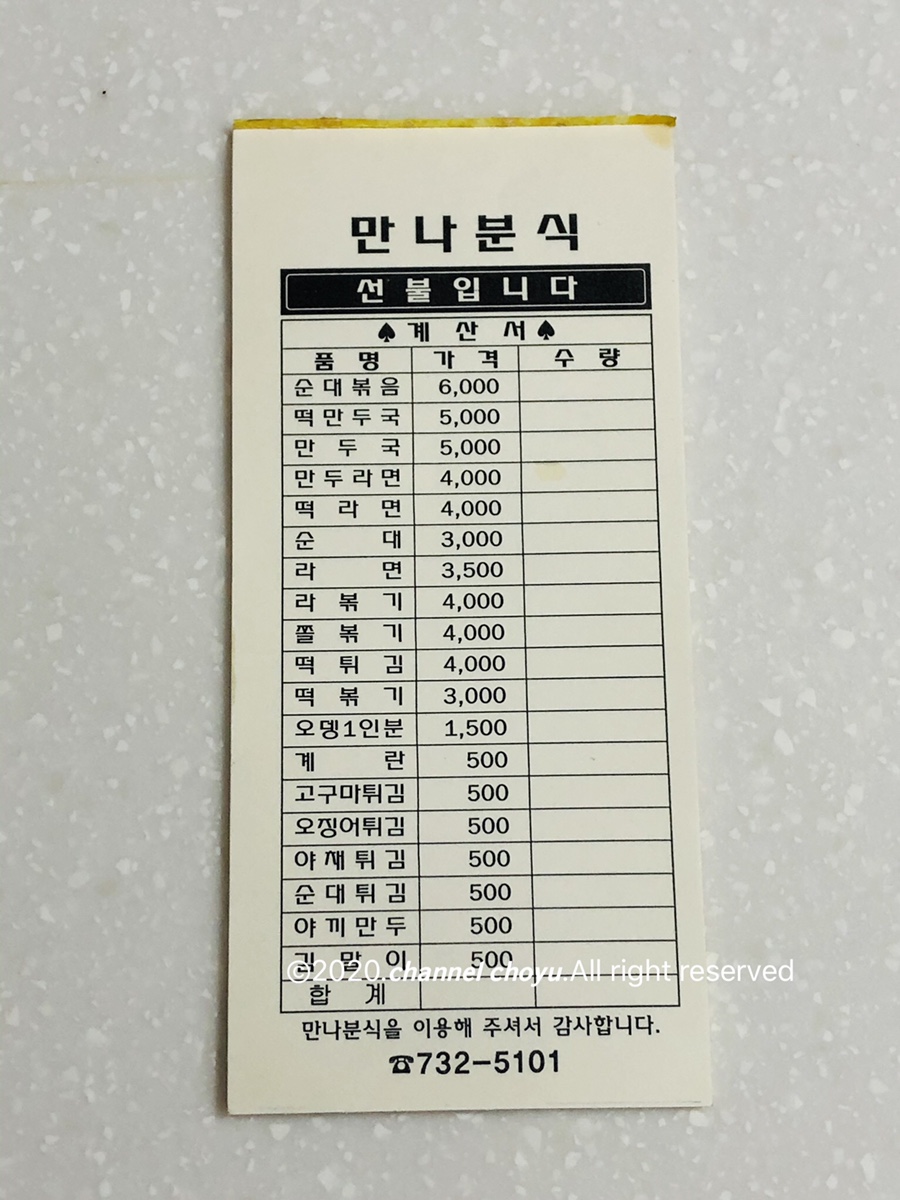 만나분식
선불입니다
♠계 산 서♠
품 명 가 격 수 량
순대볶음 6,000
떡만두국 5,000
만 두 국 5,000
만두라면 4,000
떡 라 면 4,000
순 대 3,000
라 면 3,500
라 볶 기 4,000
쫄 볶 기 4,000
떡 튀 김 4,000
떡 볶 기 3,000
오뎅1인분 1,500
계 란 500
고구마튀김 500
오징어튀김 500
야채튀김 500
순대튀김 500
야끼만두 500
김 말 이 500
©2020 channel choyu.All right reserved
합 계
만나분식을 이용해 주셔서 감사합니다.
☎732-5101